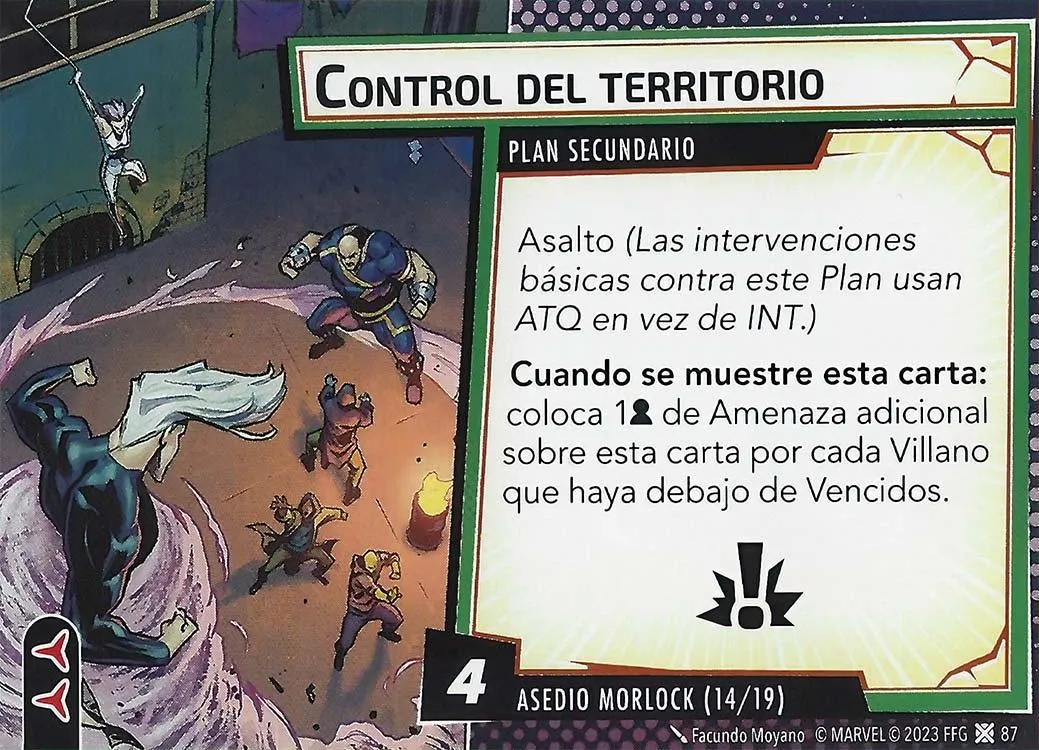 CONTROL DEL TERRITORIO
PLAN SECUNDARIO
Asalto (Las intervenciones
básicas contra este Plan usan
ATQ en vez de INT.)
Cuando se muestre esta carta:
coloca 1 de Amenaza adicional
sobre esta carta por cada Villano
que haya debajo de Vencidos.
4
ASEDIO MORLOCK (14/19)
Facundo Moyano © MARVEL © 2023 FFG 87